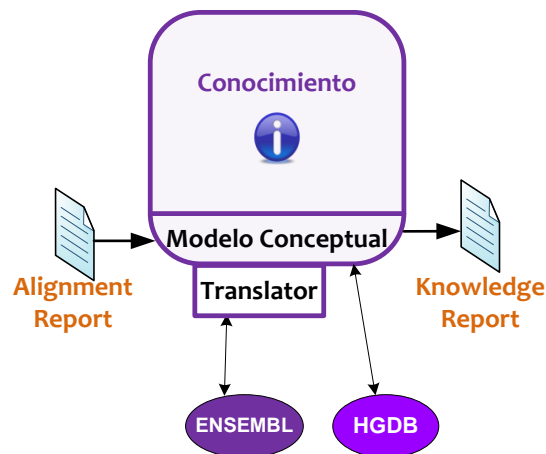 Conocimiento
Modelo Conceptual
Alignment
Report
Translator
Knowledge
Report
ENSEMBL
HGDB